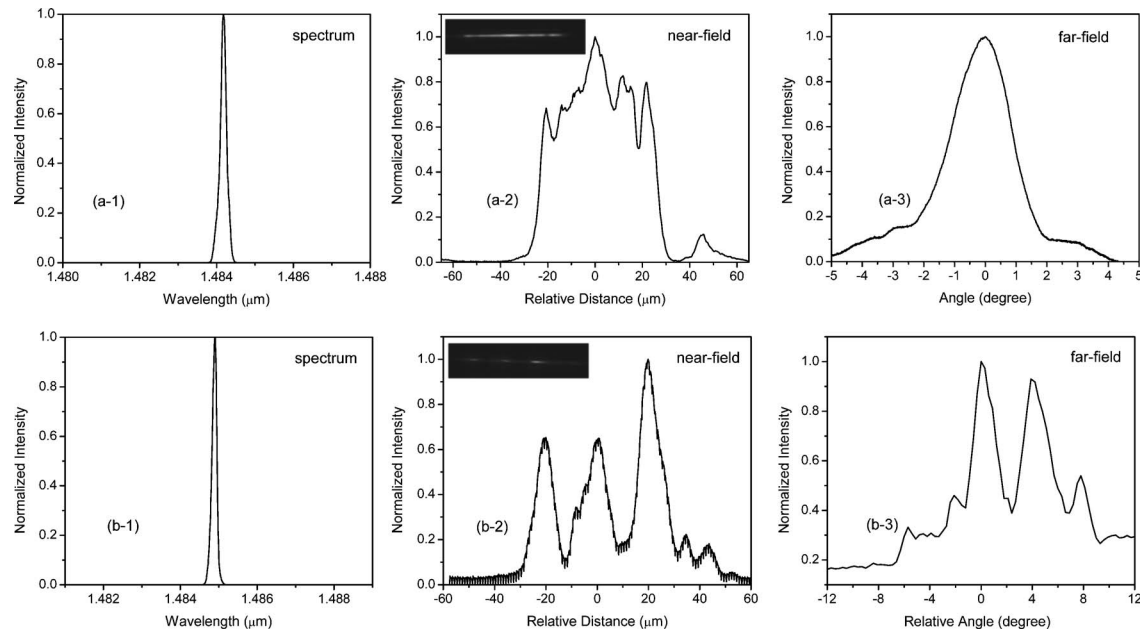 spectrum
(a-1)
Normalized Intensity
1.0
0.8
0.6
0.4
0.2
0.0
1.480 1.482 1.484 1.486 1.488
Wavelength (μm)
near-field
(a-2)
Normalized Intensity
1.0
0.8
0.6
0.4
0.2
0.0
-60 -40 -20 0 20 40 60
Relative Distance (μm)
far-field
(a-3)
Normalized Intensity
1.0
0.8
0.6
0.4
0.2
0.0
-5 -4 -3 -2 -1 0 1 2 3 4 5
Angle (degree)
spectrum
(b-1)
Normalized Intensity
1.0
0.8
0.6
0.4
0.2
0.0
1.482 1.484 1.486 1.488
Wavelength (μm)
near-field
(b-2)
Normalized Intensity
1.0
0.8
0.6
0.4
0.2
0.0
-60 -40 -20 0 20 40 60
Relative Distance (μm)
far-field
(b-3)
Normalized Intensity
1.0
0.8
0.6
0.4
0.2
-12 -8 -4 0 4 8 12
Relative Angle (degree)